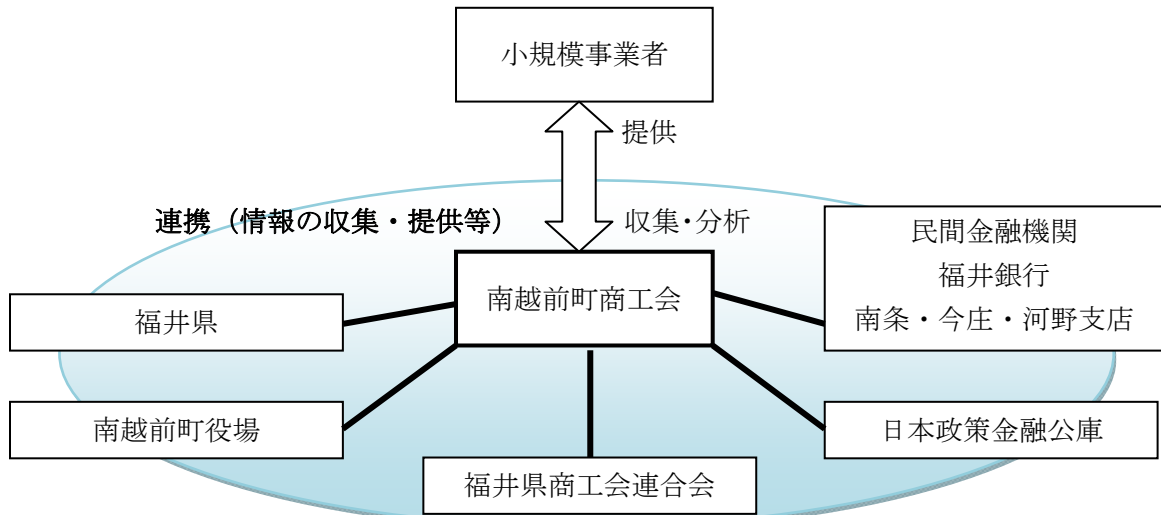 小規模事業者
提供
連携（情報の収集・提供等）
収集・分析
民間金融機関
福井銀行
南条・今庄・河野支店
南越前町商工会
福井県
南越前町役場
日本政策金融公庫
福井県商工会連合会